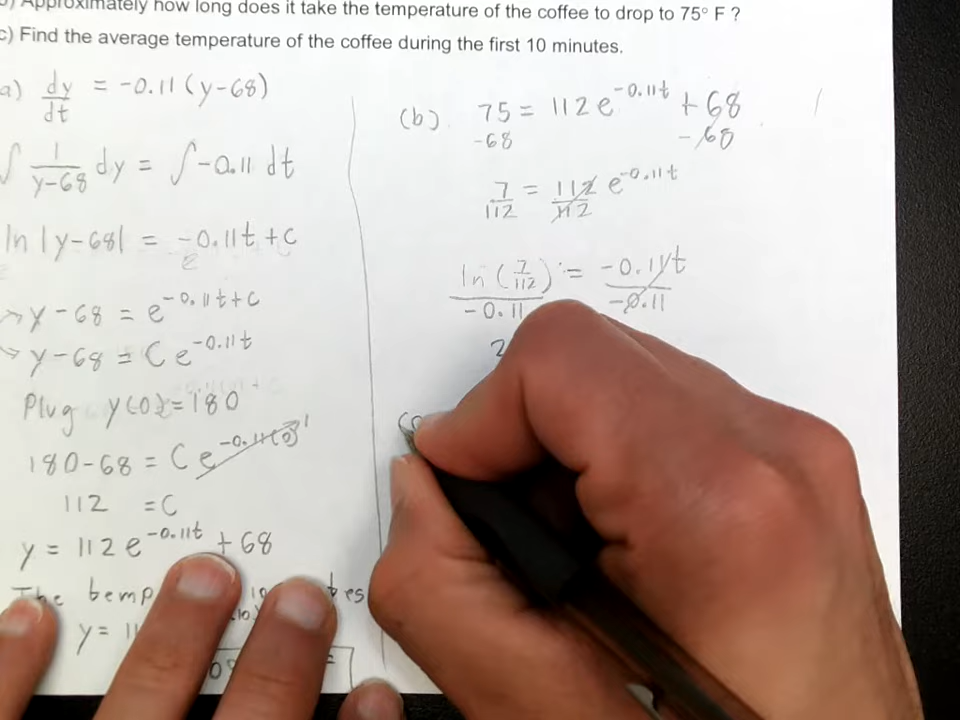 b) Approximately how long does it take the temperature of the coffee to drop to 75° F ?
c) Find the average temperature of the coffee during the first 10 minutes.
a) dy/dt = -0.11 (y-68)
∫ 1/(y-68) dy = ∫ -0.11 dt
ln |y-68| = -0.11t + c
y - 68 = e^(-0.11t+c)
y - 68 = C e^(-0.11t)
Plug y(0) = 180
180-68 = C e^(-0.11(0)) 1
112 = C
y = 112 e^(-0.11t) + 68
The
y =
(b) 75 = 112 e^(-0.11t) + 68
-68 - 68
7/112 = 112/112 e^(-0.11t)
ln (7/112) / -0.11 = -0.11t / -0.11
2